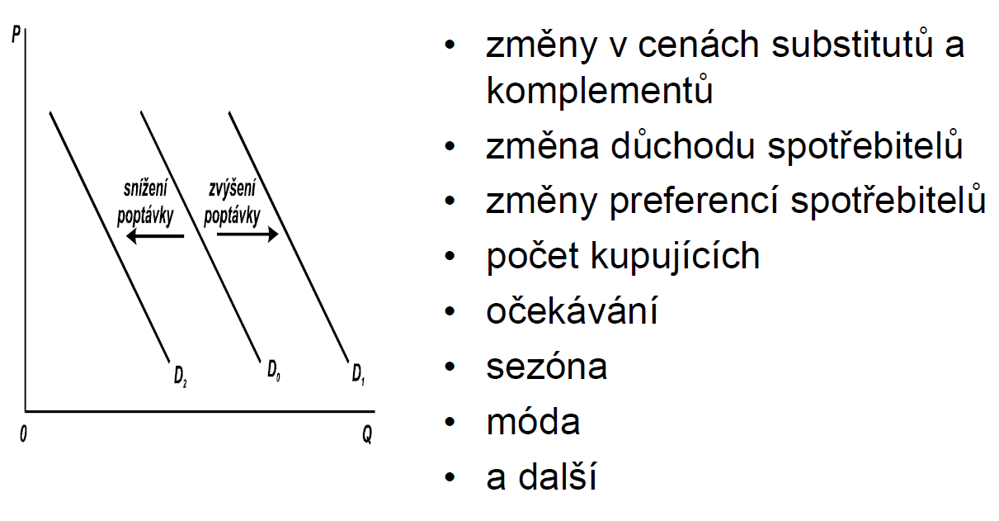 P
snížení
poptávky
zvýšení
poptávky
D2
D0
D1
0
Q
• změny v cenách substitutů a
komplementů
• změna důchodu spotřebitelů
• změny preferencí spotřebitelů
• počet kupujících
• očekávání
• sezóna
• móda
• a další